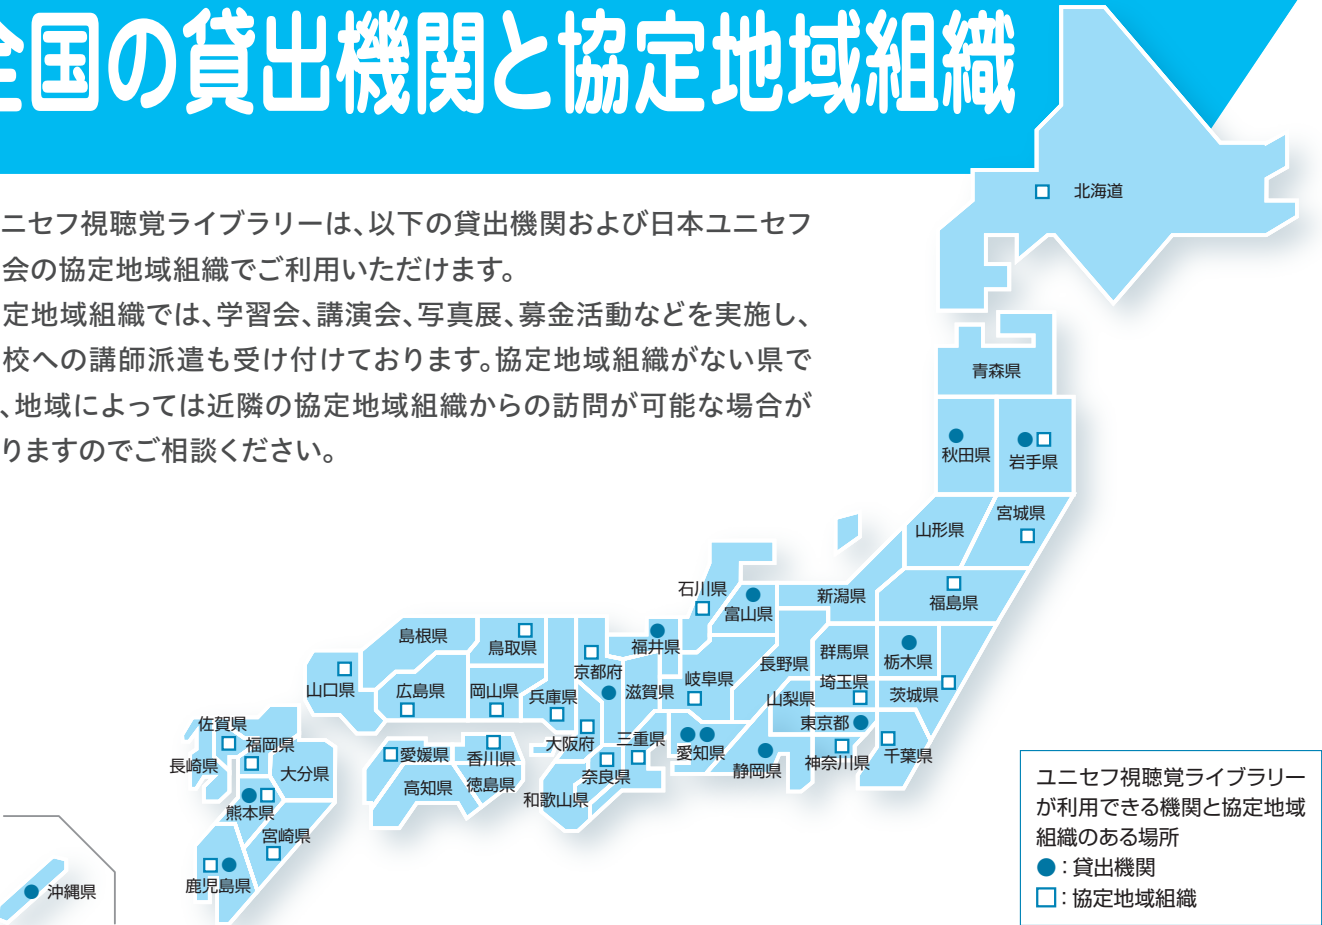 全国の貸出機関と協定地域組織
ニセフ視聴覚ライブラリーは、以下の貸出機関および日本ユニセフ
会の協定地域組織でご利用いただけます。
定地域組織では、学習会、講演会、写真展、募金活動などを実施し、
校への講師派遣も受け付けております。協定地域組織がない県で
、地域によっては近隣の協定地域組織からの訪問が可能な場合が
りますのでご相談ください。
北海道
青森県
秋田県
岩手県
宮城県
山形県
福島県
新潟県
石川県
富山県
福井県
島根県
鳥取県
京都府
滋賀県
岐阜県
長野県
群馬県
栃木県
埼玉県
茨城県
山梨県
東京都
千葉県
神奈川県
静岡県
愛知県
三重県
奈良県
大阪府
和歌山県
兵庫県
岡山県
広島県
山口県
愛媛県
香川県
高知県
徳島県
佐賀県
福岡県
長崎県
大分県
熊本県
宮崎県
鹿児島県
沖縄県
ユニセフ視聴覚ライブラリー
が利用できる機関と協定地域
組織のある場所
●：貸出機関
□：協定地域組織